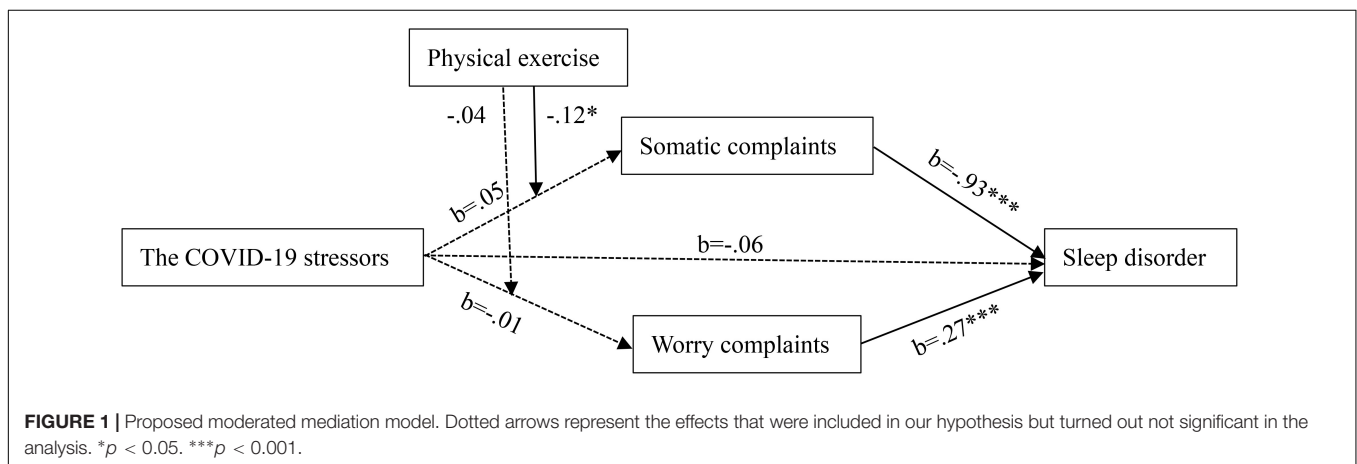 Physical exercise
-.04
-.12*
Somatic complaints
b=.05
b=-.93***
The COVID-19 stressors
b=-.06
Sleep disorder
b=-.01
Worry complaints
b=.27***
FIGURE 1 | Proposed moderated mediation model. Dotted arrows represent the effects that were included in our hypothesis but turned out not significant in the
analysis. *p < 0.05. ***p < 0.001.